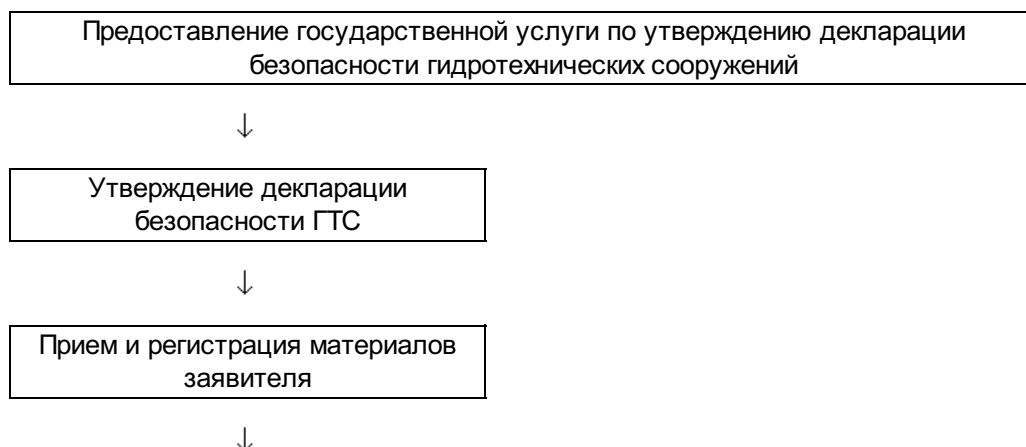 Предоставление государственной услуги по утверждению декларации
безопасности гидротехнических сооружений
↓
Утверждение декларации
безопасности ГТС
↓
Прием и регистрация материалов
заявителя
↓